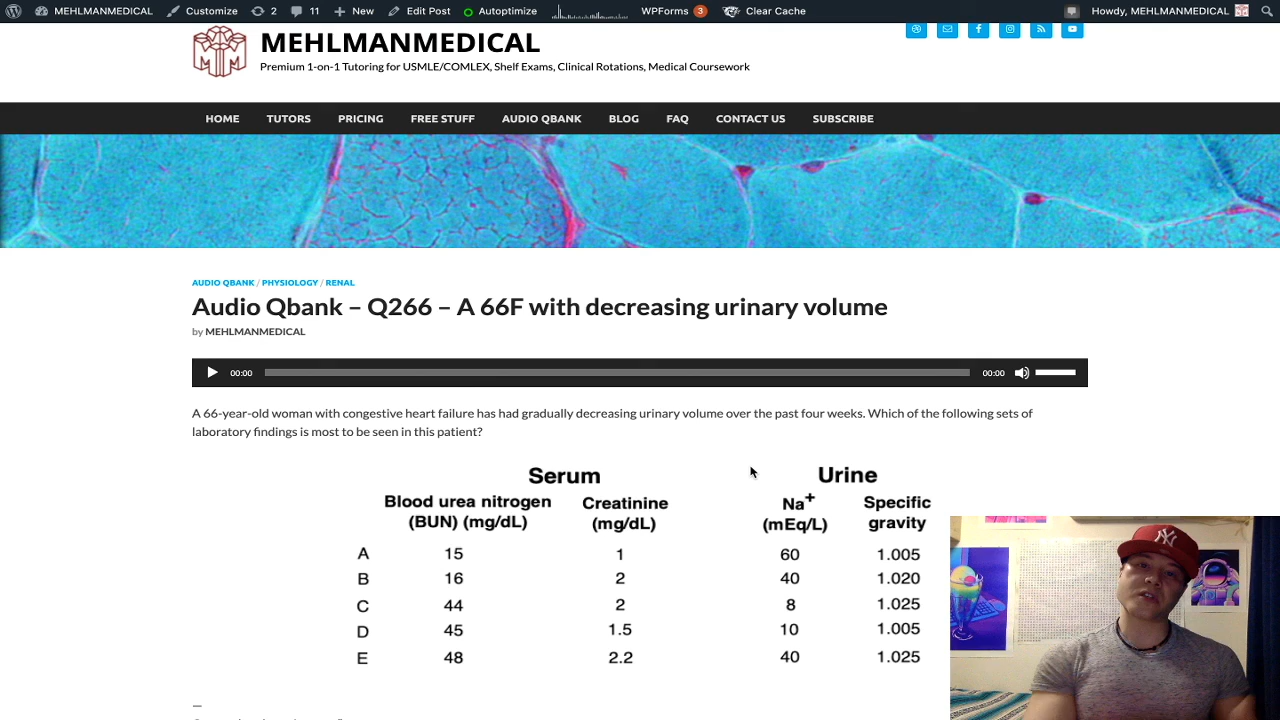 MEHLMANMEDICAL Customize 2 11 New Edit Post Autoptimize WPForms 3 Clear Cache Howdy, MEHLMANMEDICAL
MEHLMANMEDICAL
Premium 1-on-1 Tutoring for USMLE/COMLEX, Shelf Exams, Clinical Rotations, Medical Coursework
HOME TUTORS PRICING FREE STUFF AUDIO QBANK BLOG FAQ CONTACT US SUBSCRIBE
AUDIO QBANK / PHYSIOLOGY / RENAL
Audio Qbank – Q266 – A 66F with decreasing urinary volume
by MEHLMANMEDICAL
00:00 00:00
A 66-year-old woman with congestive heart failure has had gradually decreasing urinary volume over the past four weeks. Which of the following sets of
laboratory findings is most to be seen in this patient?
Serum Urine
Blood urea nitrogen Creatinine Na+ Specific
(BUN) (mg/dL) (mg/dL) (mEq/L) gravity
A 15 1 60 1.005
B 16 2 40 1.020
C 44 2 8 1.025
D 45 1.5 10 1.005
E 48 2.2 40 1.025
—